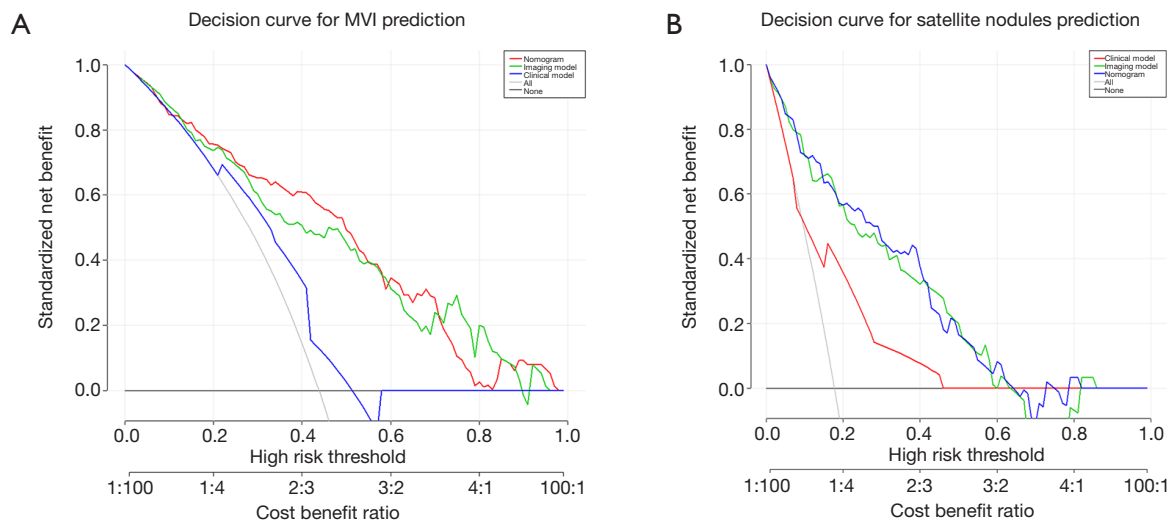 A
Decision curve for MVI prediction
Nomogram
Imaging model
Clinical model
All
None
Standardized net benefit
1.0
0.8
0.6
0.4
0.2
0.0
0.0 0.2 0.4 0.6 0.8 1.0
High risk threshold
1:100 1:4 2:3 3:2 4:1 100:1
Cost benefit ratio
B
Decision curve for satellite nodules prediction
Clinical model
Imaging model
Nomogram
All
None
Standardized net benefit
1.0
0.8
0.6
0.4
0.2
0.0
0.0 0.2 0.4 0.6 0.8 1.0
High risk threshold
1:100 1:4 2:3 3:2 4:1 100:1
Cost benefit ratio